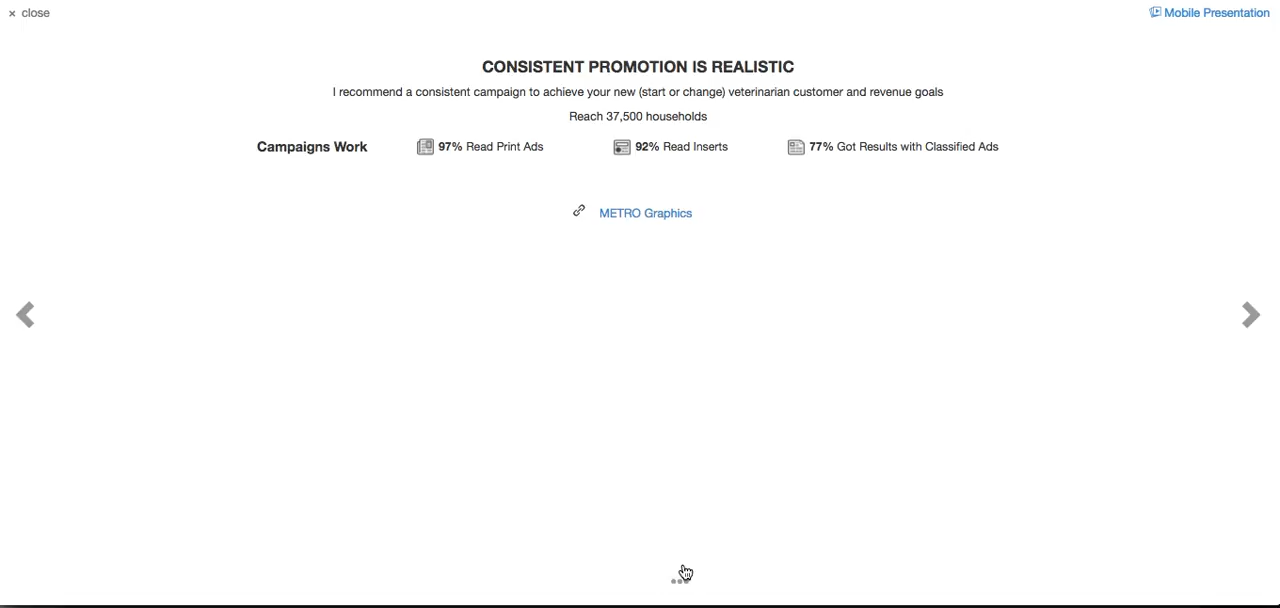 × close
Mobile Presentation
CONSISTENT PROMOTION IS REALISTIC
I recommend a consistent campaign to achieve your new (start or change) veterinarian customer and revenue goals
Reach 37,500 households
Campaigns Work 97% Read Print Ads 92% Read Inserts 77% Got Results with Classified Ads
METRO Graphics